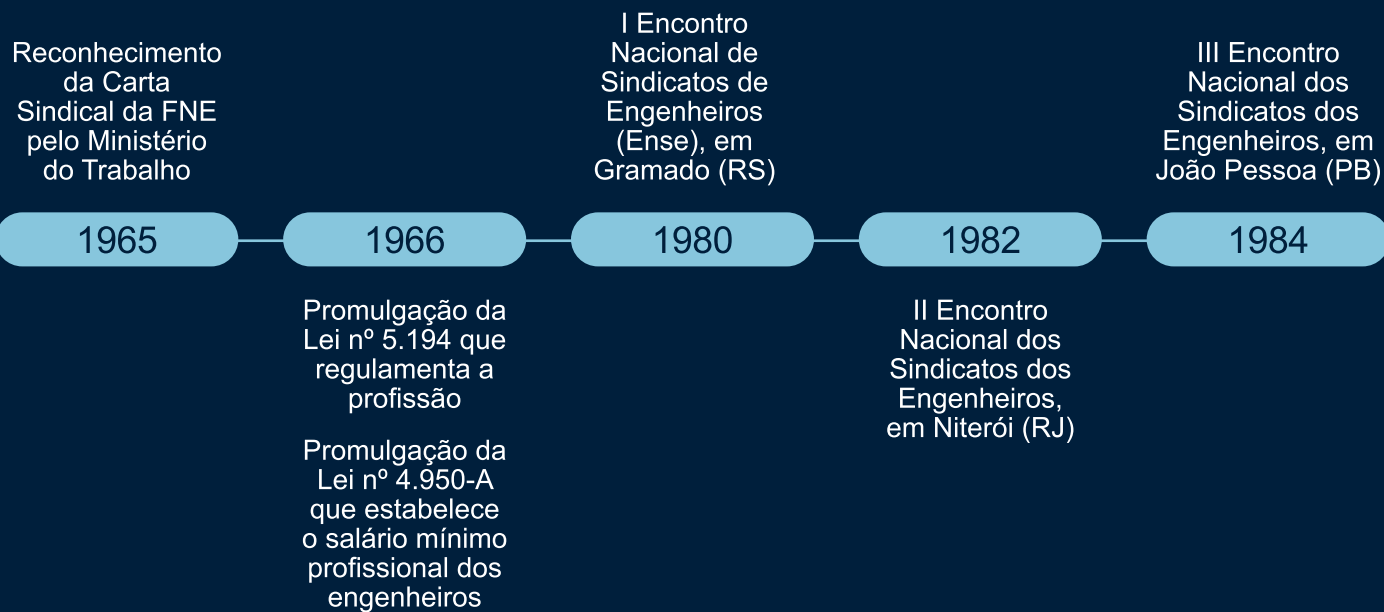 Reconhecimento
da Carta
Sindical da FNE
pelo Ministério
do Trabalho
1965
1966
Promulgação da
Lei nº 5.194 que
regulamenta a
profissão
Promulgação da
Lei nº 4.950-A
que estabelece
o salário mínimo
profissional dos
engenheiros
I Encontro
Nacional de
Sindicatos de
Engenheiros
(Ense), em
Gramado (RS)
1980
1982
II Encontro
Nacional dos
Sindicatos dos
Engenheiros,
em Niterói (RJ)
III Encontro
Nacional dos
Sindicatos dos
Engenheiros, em
João Pessoa (PB)
1984